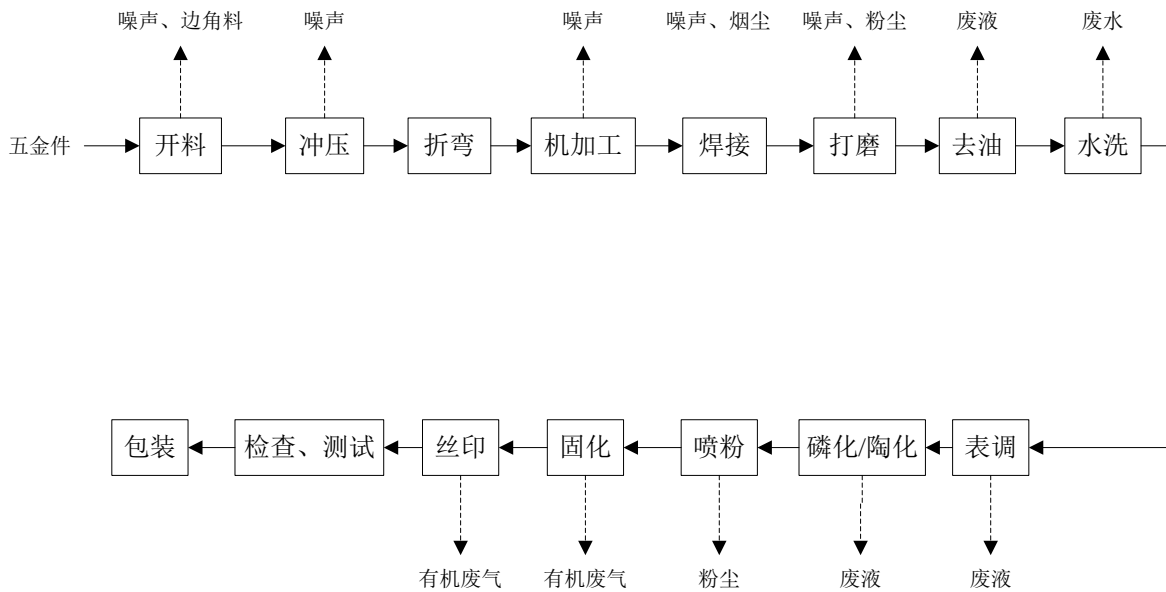 噪声、边角料 噪声 噪声 噪声、烟尘 噪声、粉尘 废液 废水
五金件 开料 冲压 折弯 机加工 焊接 打磨 去油 水洗
包装 检查、测试 丝印 固化 喷粉 磷化/陶化 表调
有机废气 有机废气 粉尘 废液 废液